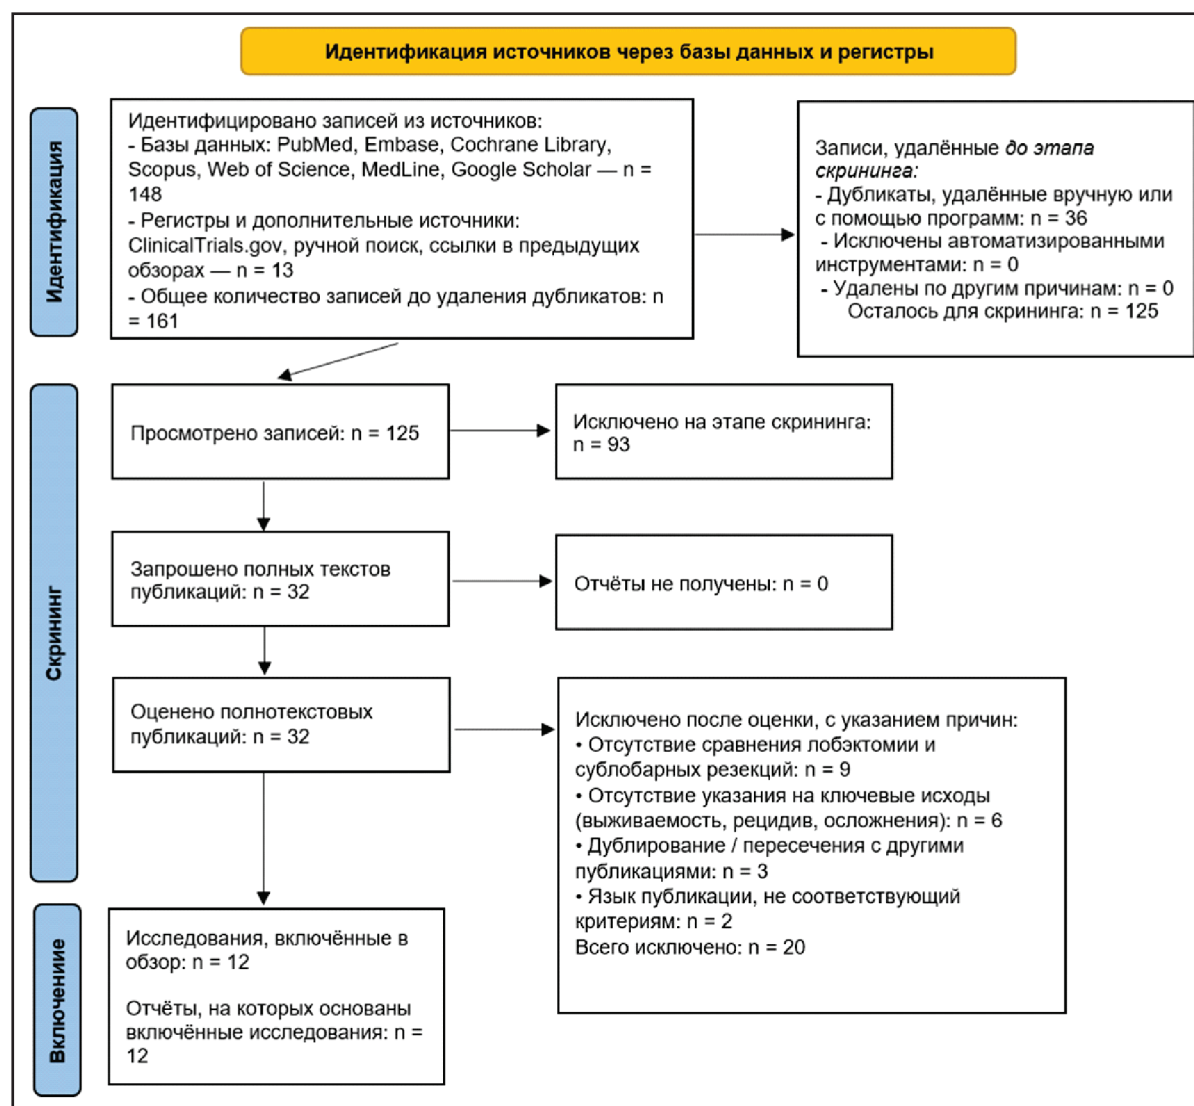 Идентификация источников через базы данных и регистры
Идентификация
Идентифицировано записей из источников:
- Базы данных: PubMed, Embase, Cochrane Library,
Scopus, Web of Science, MedLine, Google Scholar — n =
148
- Регистры и дополнительные источники:
ClinicalTrials.gov, ручной поиск, ссылки в предыдущих
обзорах — n = 13
- Общее количество записей до удаления дубликатов: n
= 161
Записи, удалённые до этапа
скрининга:
- Дубликаты, удалённые вручную или
с помощью программ: n = 36
- Исключены автоматизированными
инструментами: n = 0
- Удалены по другим причинам: n = 0
Осталось для скрининга: n = 125
Скрининг
Просмотрено записей: n = 125
Исключено на этапе скрининга:
n = 93
Запрошено полных текстов
публикаций: n = 32
Отчёты не получены: n = 0
Оценено полнотекстовых
публикаций: n = 32
Исключено после оценки, с указанием причин:
• Отсутствие сравнения лобэктомии и
сублобарных резекций: n = 9
• Отсутствие указания на ключевые исходы
(выживаемость, рецидив, осложнения): n = 6
• Дублирование / пересечения с другими
публикациями: n = 3
• Язык публикации, не соответствующий
критериям: n = 2
Всего исключено: n = 20
Включениие
Исследования, включённые в
обзор: n = 12
Отчёты, на которых основаны
включённые исследования: n =
12